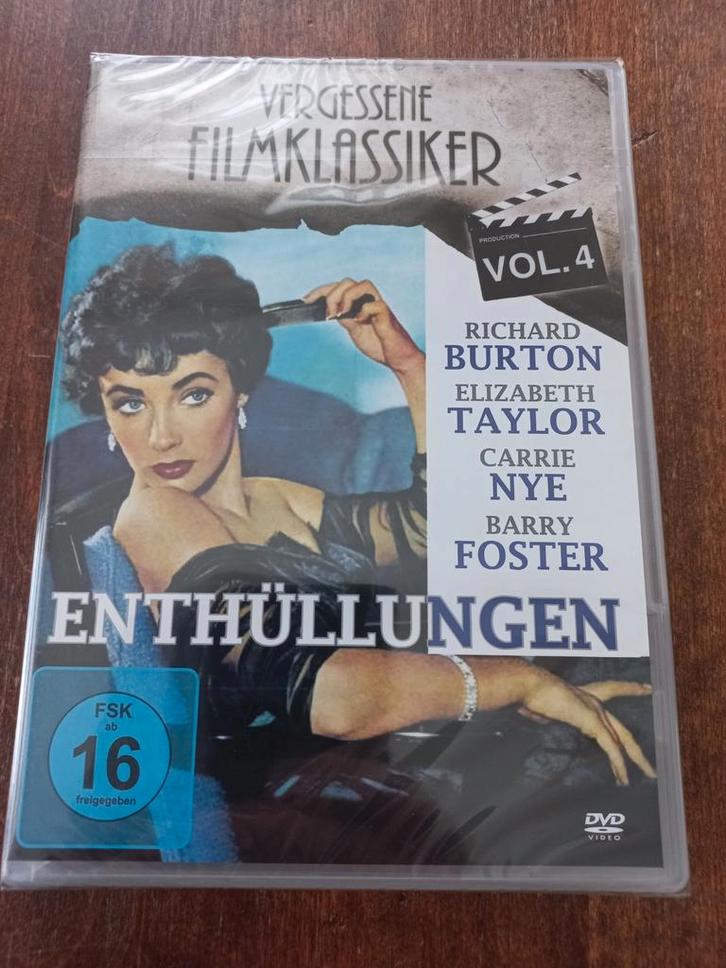 VERGESSENE
FILMKLASSIKER
PRODUCTION
VOL. 4
RICHARD
BURTON
ELIZABETH
TAYLOR
CARRIE
NYE
BARRY
FOSTER
ENTHÜLLUNGEN
FSK
ab
16
freigegeben
DVD
VIDEO